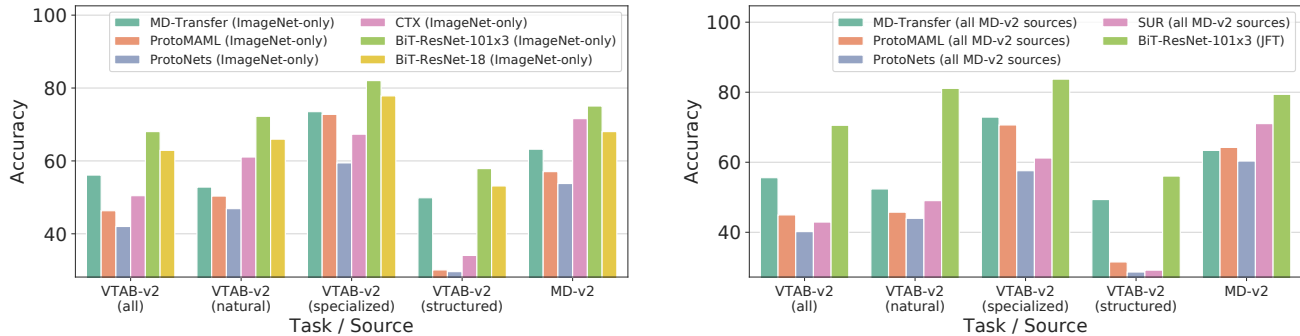 MD-Transfer (ImageNet-only)
ProtoMAML (ImageNet-only)
ProtoNets (ImageNet-only)
CTX (ImageNet-only)
BiT-ResNet-101x3 (ImageNet-only)
BiT-ResNet-18 (ImageNet-only)
100
80
60
40
Accuracy
VTAB-v2
(all)
VTAB-v2
(natural)
VTAB-v2
(specialized)
VTAB-v2
(structured)
MD-v2
Task / Source
MD-Transfer (all MD-v2 sources)
ProtoMAML (all MD-v2 sources)
ProtoNets (all MD-v2 sources)
SUR (all MD-v2 sources)
BiT-ResNet-101x3 (JFT)
100
80
60
40
Accuracy
VTAB-v2
(all)
VTAB-v2
(natural)
VTAB-v2
(specialized)
VTAB-v2
(structured)
MD-v2
Task / Source